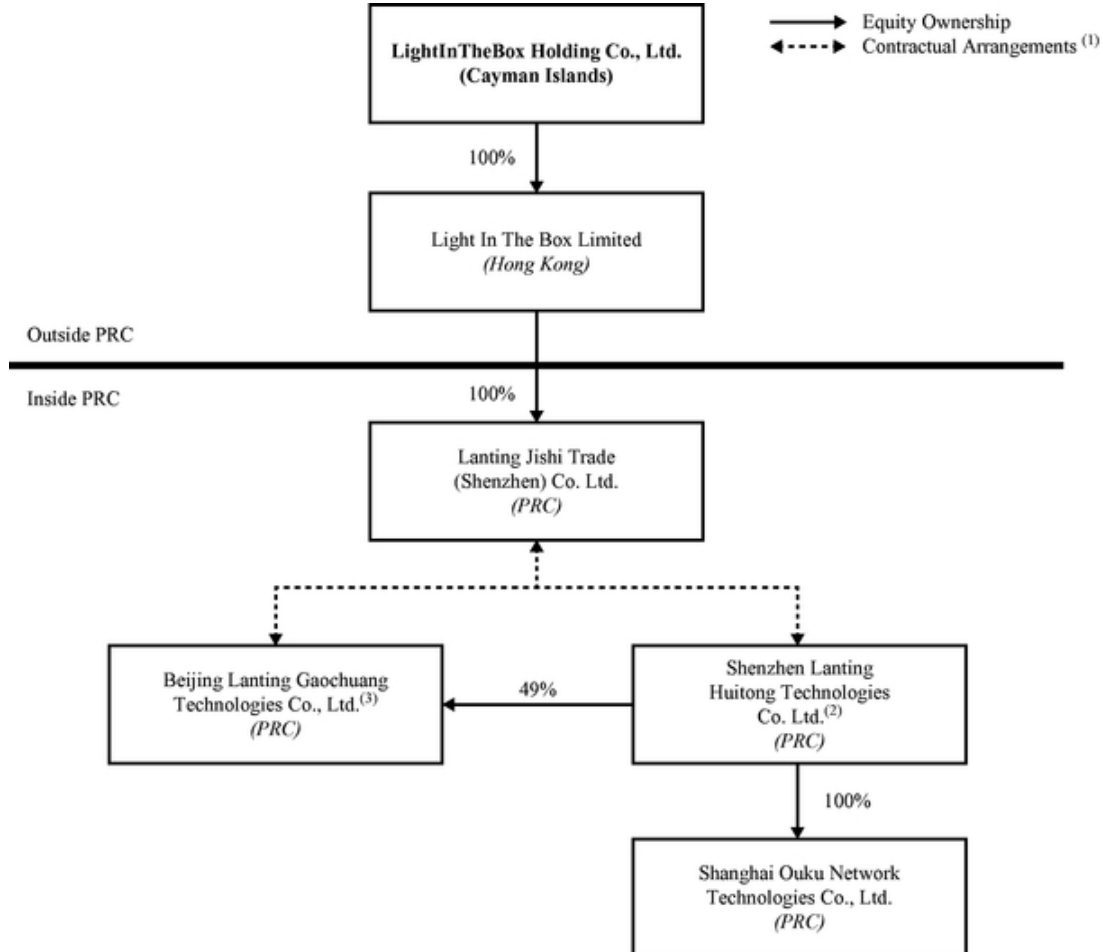 Equity Ownership
Contractual Arrangements (1)
LightInTheBox Holding Co., Ltd.
(Cayman Islands)
100%
Light In The Box Limited
(Hong Kong)
Outside PRC
Inside PRC
100%
Lanting Jishi Trade
(Shenzhen) Co. Ltd.
(PRC)
Beijing Lanting Gaochuang
Technologies Co., Ltd.(3)
(PRC)
49%
Shenzhen Lanting
Huitong Technologies
Co. Ltd.(2)
(PRC)
100%
Shanghai Ouku Network
Technologies Co., Ltd.
(PRC)